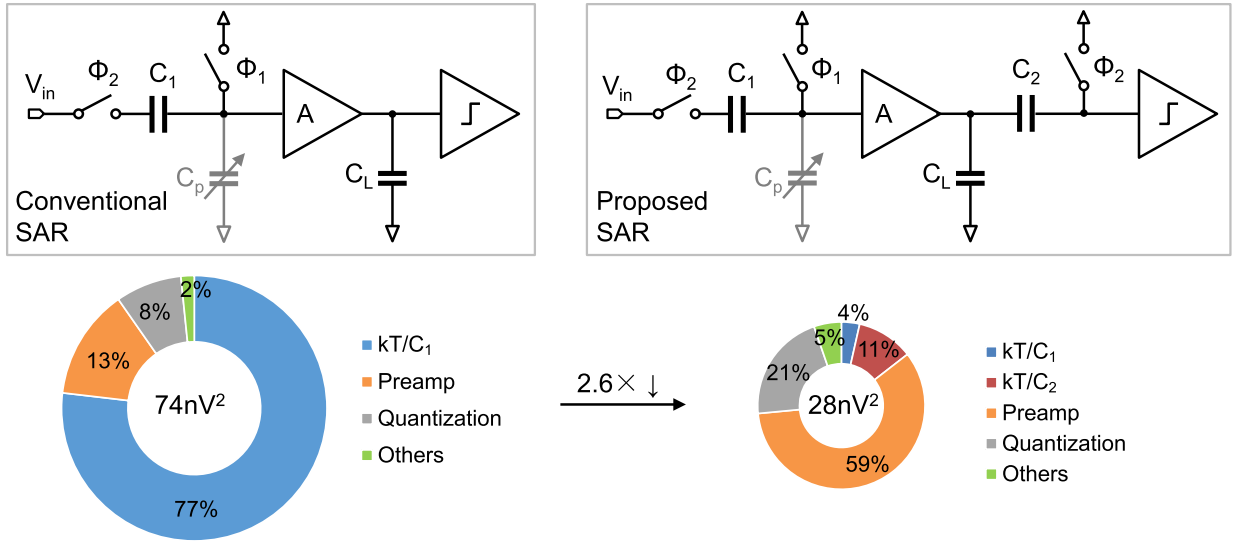 Vin
Φ2
C1
Φ1
A
Cp
CL
Conventional
SAR
Vin
Φ2
C1
Φ1
A
C2
Φ2
Cp
CL
Proposed
SAR
2%
8%
13%
74nV²
77%
kT/C1
Preamp
Quantization
Others
2.6× ↓
4%
5%
11%
21%
28nV²
59%
kT/C1
kT/C2
Preamp
Quantization
Others